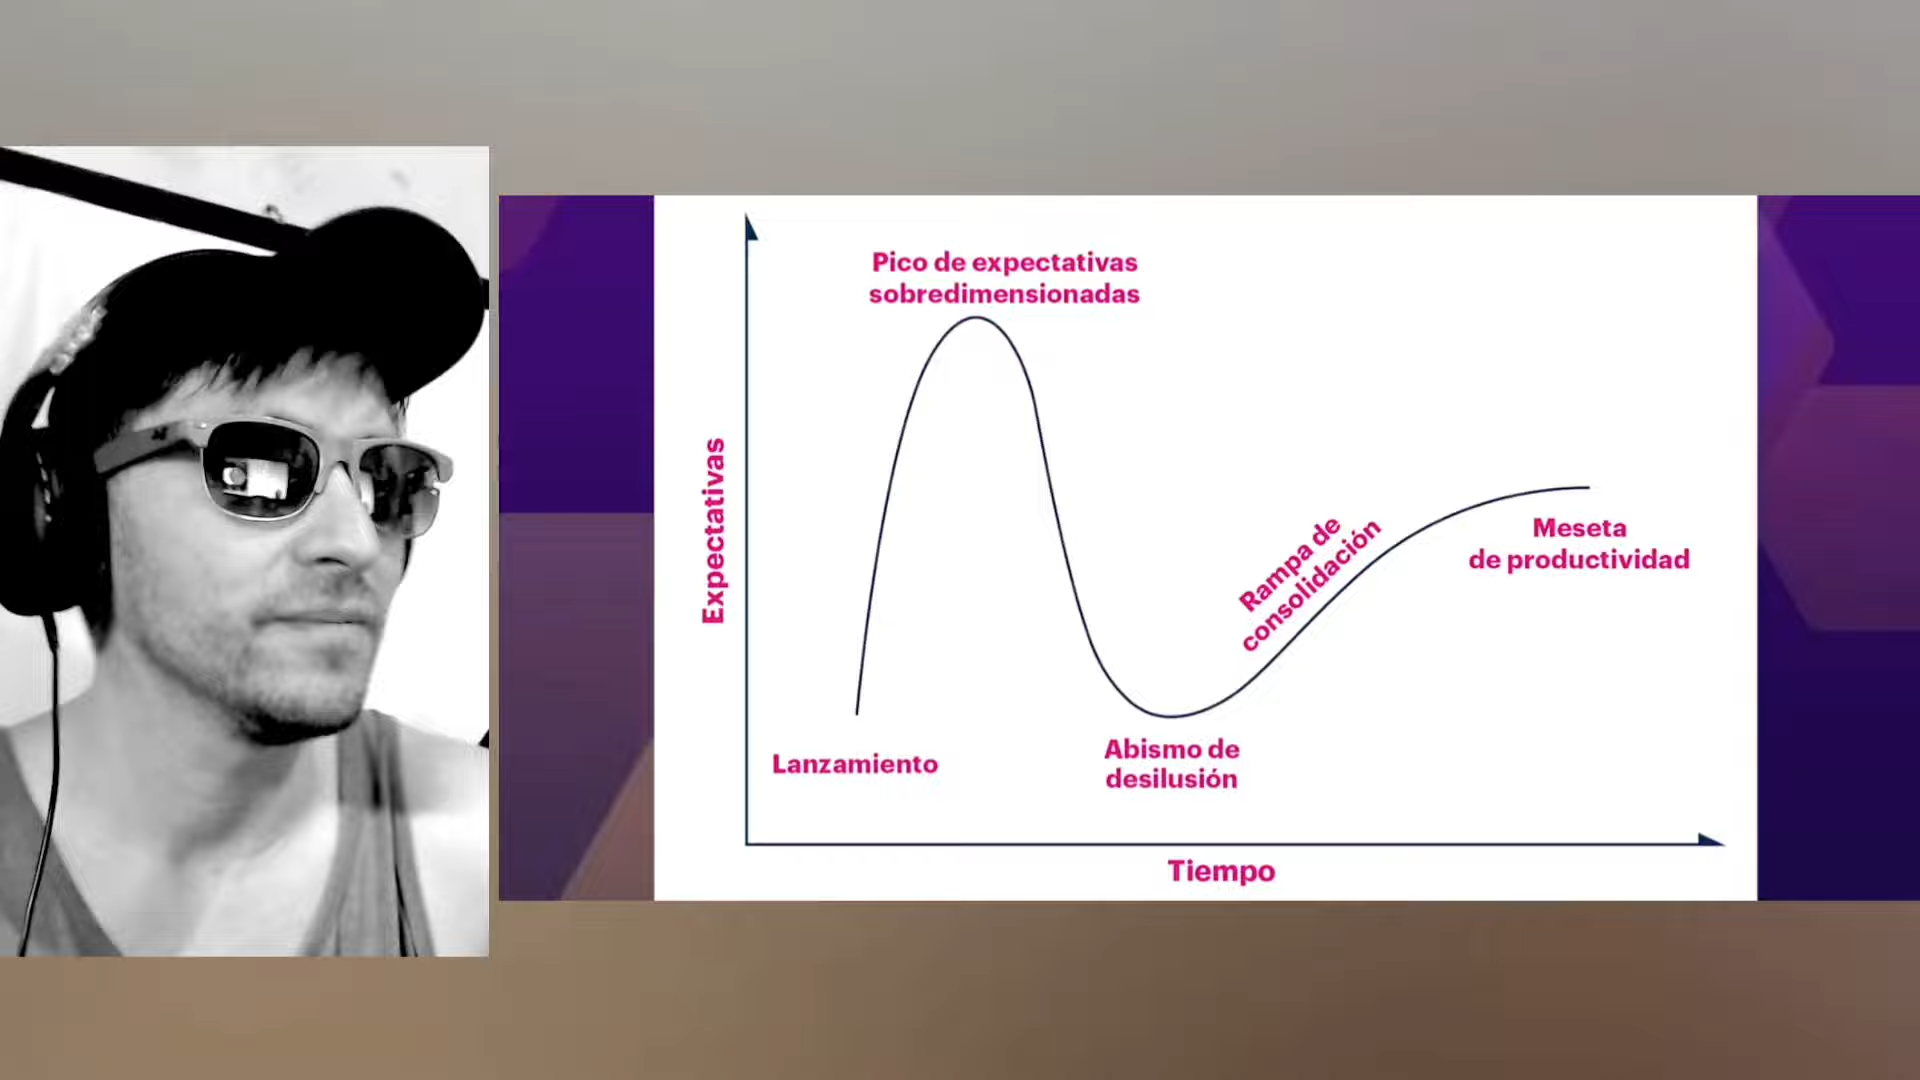 Pico de expectativas
sobredimensionadas
Expectativas
Rampa de
consolidación
Meseta
de productividad
Lanzamiento
Abismo de
desilusión
Tiempo